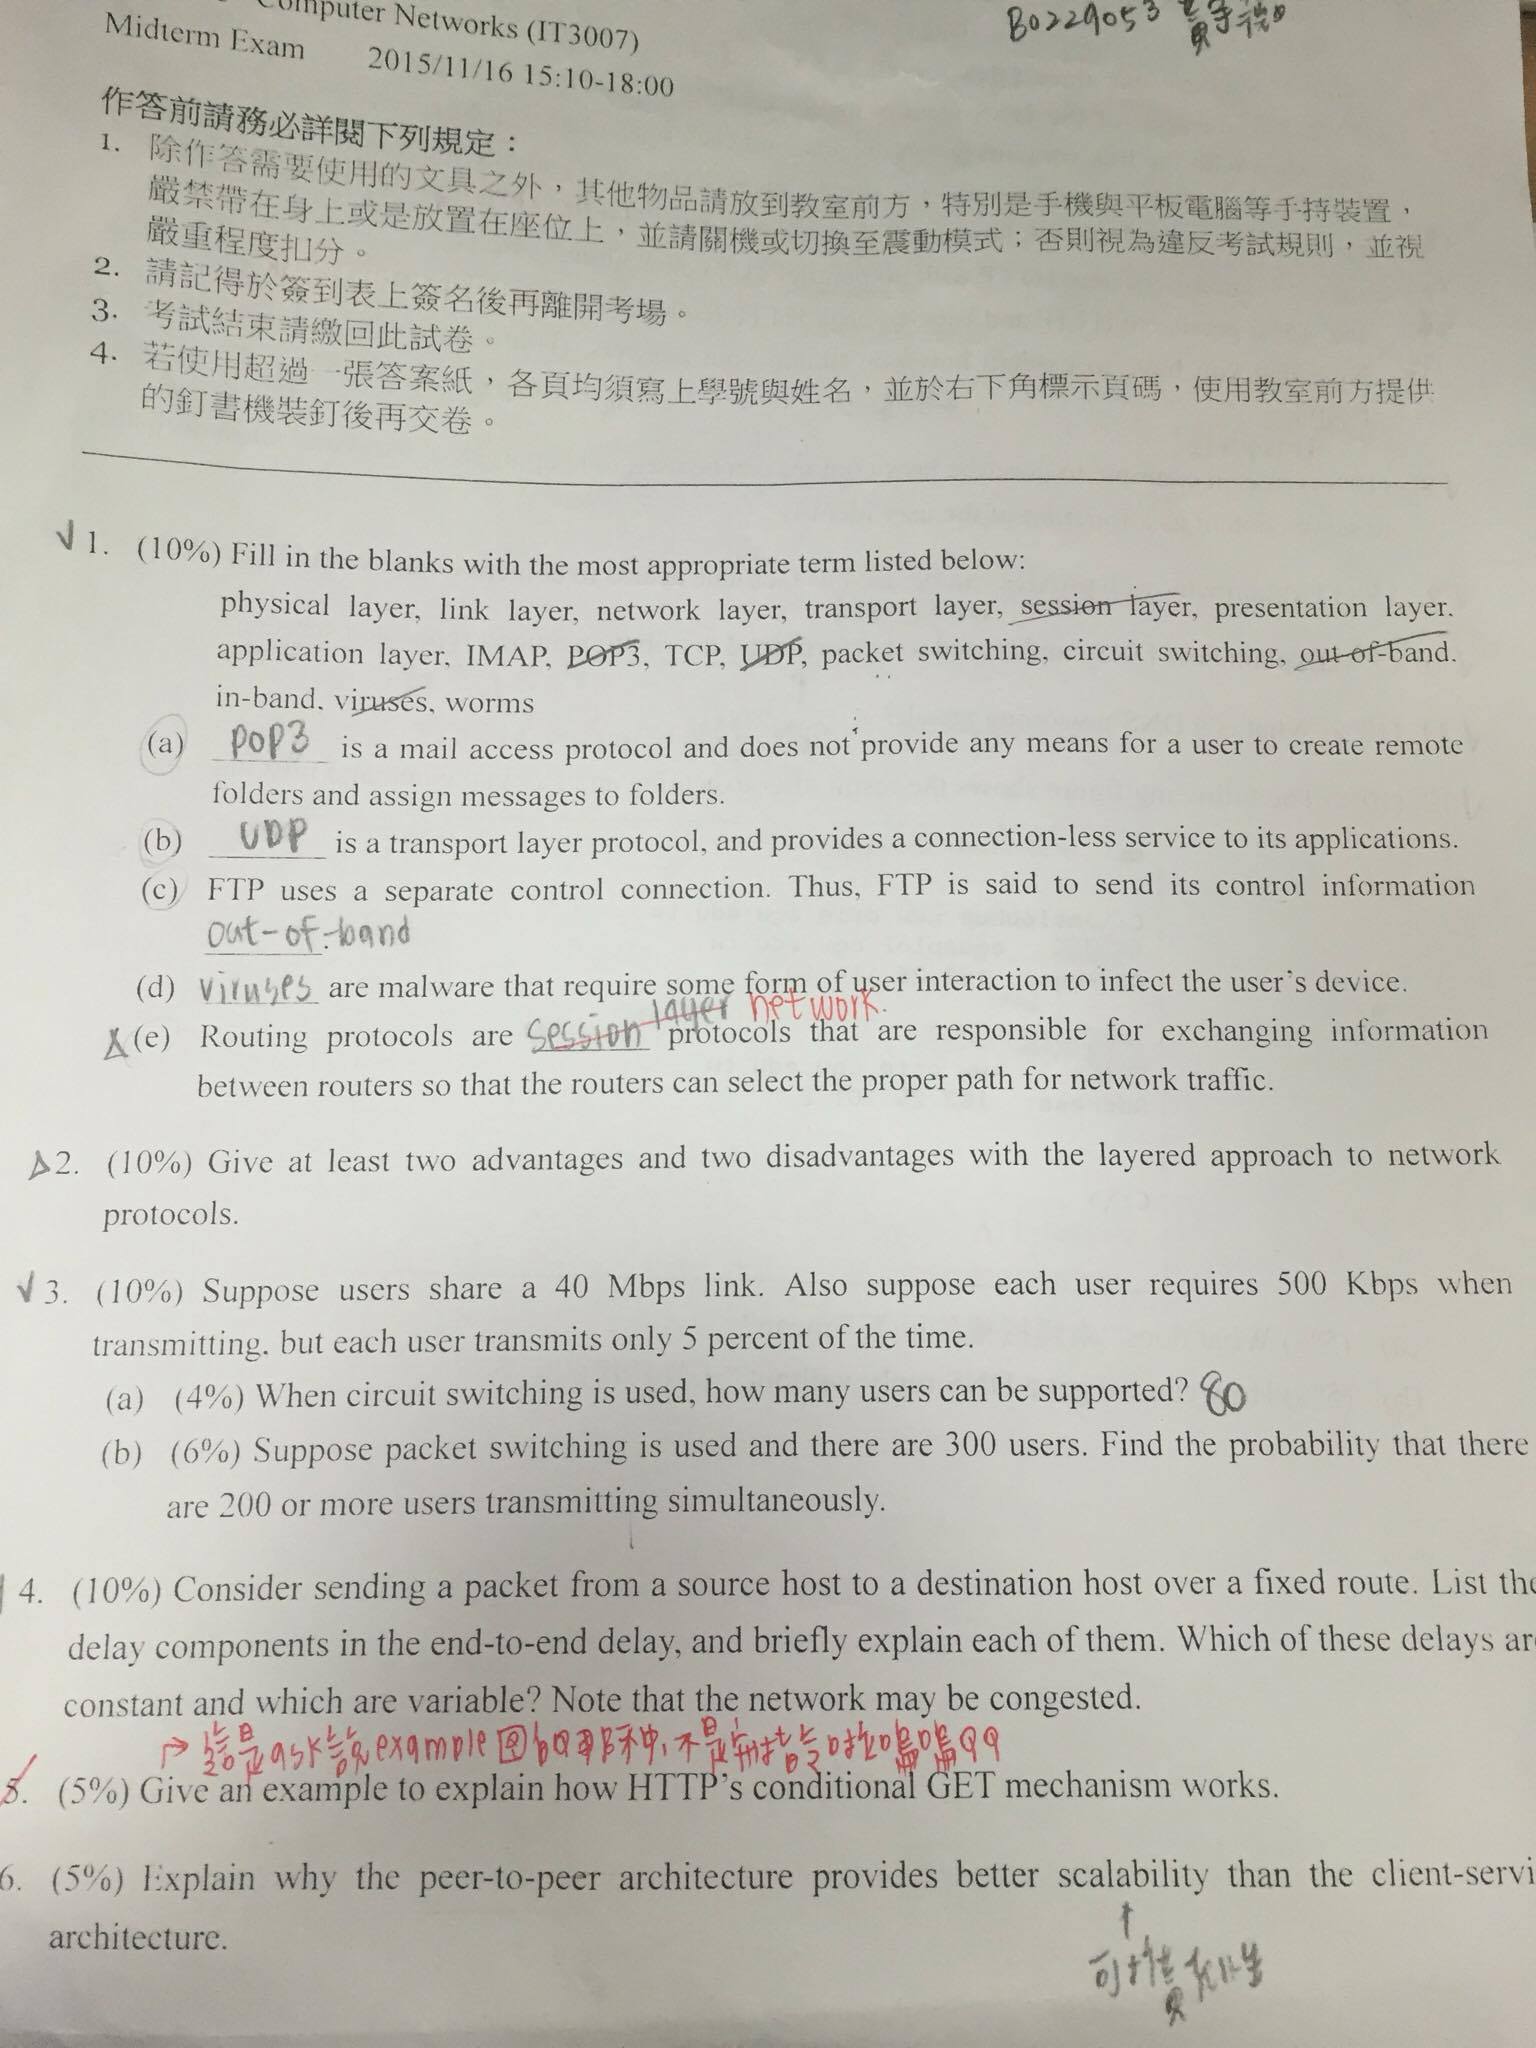 Computer Networks (IT3007)
B0229053
Midterm Exam 2015/11/16 15:10-18:00
作答前請務必詳閱下列規定：
1. 除作答需要使用的文具之外，其他物品請放到教室前方，特別是手機與平板電腦等手持裝置，
嚴禁帶在身上或是放置在座位上，並請關機或切換至震動模式；否則視為違反考試規則，並視
嚴重程度扣分。
2. 請記得於簽到表上簽名後再離開考場。
3. 考試結束請繳回此試卷。
4. 若使用超過一張答案紙，各頁均須寫上學號與姓名，並於右下角標示頁碼，使用教室前方提供
的釘書機裝釘後再交卷。
√ 1. (10%) Fill in the blanks with the most appropriate term listed below:
physical layer, link layer, network layer, transport layer, session layer, presentation layer.
application layer, IMAP, POP3, TCP, UDP, packet switching, circuit switching, out-of-band.
in-band, viruses, worms
(a) POP3 is a mail access protocol and does not provide any means for a user to create remote
folders and assign messages to folders.
(b) UDP is a transport layer protocol, and provides a connection-less service to its applications.
(c) FTP uses a separate control connection. Thus, FTP is said to send its control information
out-of-band.
(d) viruses are malware that require some form of user interaction to infect the user's device.
layer network.
(e) Routing protocols are session protocols that are responsible for exchanging information
between routers so that the routers can select the proper path for network traffic.
△2. (10%) Give at least two advantages and two disadvantages with the layered approach to network
protocols.
√ 3. (10%) Suppose users share a 40 Mbps link. Also suppose each user requires 500 Kbps when
transmitting, but each user transmits only 5 percent of the time.
(a) (4%) When circuit switching is used, how many users can be supported? 80
(b) (6%) Suppose packet switching is used and there are 300 users. Find the probability that there
are 200 or more users transmitting simultaneously.
4. (10%) Consider sending a packet from a source host to a destination host over a fixed route. List the
delay components in the end-to-end delay, and briefly explain each of them. Which of these delays are
constant and which are variable? Note that the network may be congested.
example QQ
5. (5%) Give an example to explain how HTTP's conditional GET mechanism works.
6. (5%) Explain why the peer-to-peer architecture provides better scalability than the client-servi
architecture.